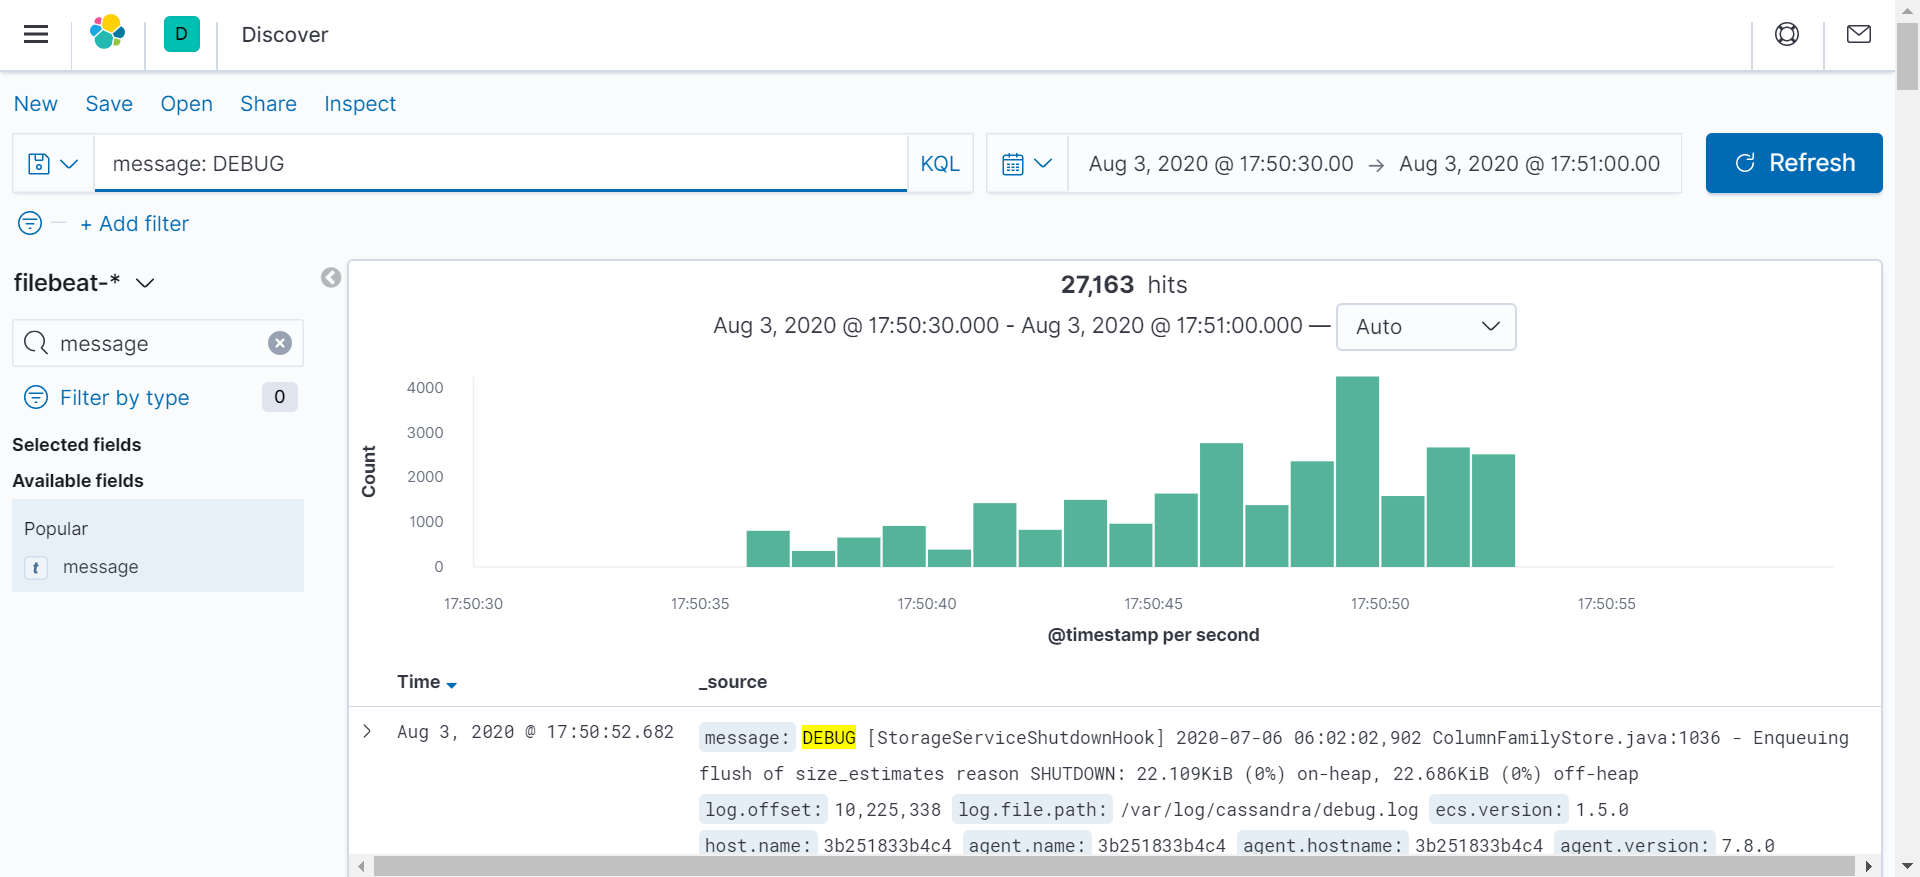 D
Discover
New Save Open Share Inspect
message: DEBUG
KQL
Aug 3, 2020 @ 17:50:30.00 → Aug 3, 2020 @ 17:51:00.00
Refresh
+ Add filter
filebeat-*
message
Filter by type 0
Selected fields
Available fields
Popular
t message
27,163 hits
Aug 3, 2020 @ 17:50:30.000 - Aug 3, 2020 @ 17:51:00.000 — Auto
Count
4000
3000
2000
1000
0
17:50:30 17:50:35 17:50:40 17:50:45 17:50:50 17:50:55
@timestamp per second
Time _source
Aug 3, 2020 @ 17:50:52.682
message: DEBUG [StorageServiceShutdownHook] 2020-07-06 06:02:02,902 ColumnFamilyStore.java:1036 - Enqueuing
flush of size_estimates reason SHUTDOWN: 22.109KiB (0%) on-heap, 22.686KiB (0%) off-heap
log.offset: 10,225,338 log.file.path: /var/log/cassandra/debug.log ecs.version: 1.5.0
host.name: 3b251833b4c4 agent.name: 3b251833b4c4 agent.hostname: 3b251833b4c4 agent.version: 7.8.0